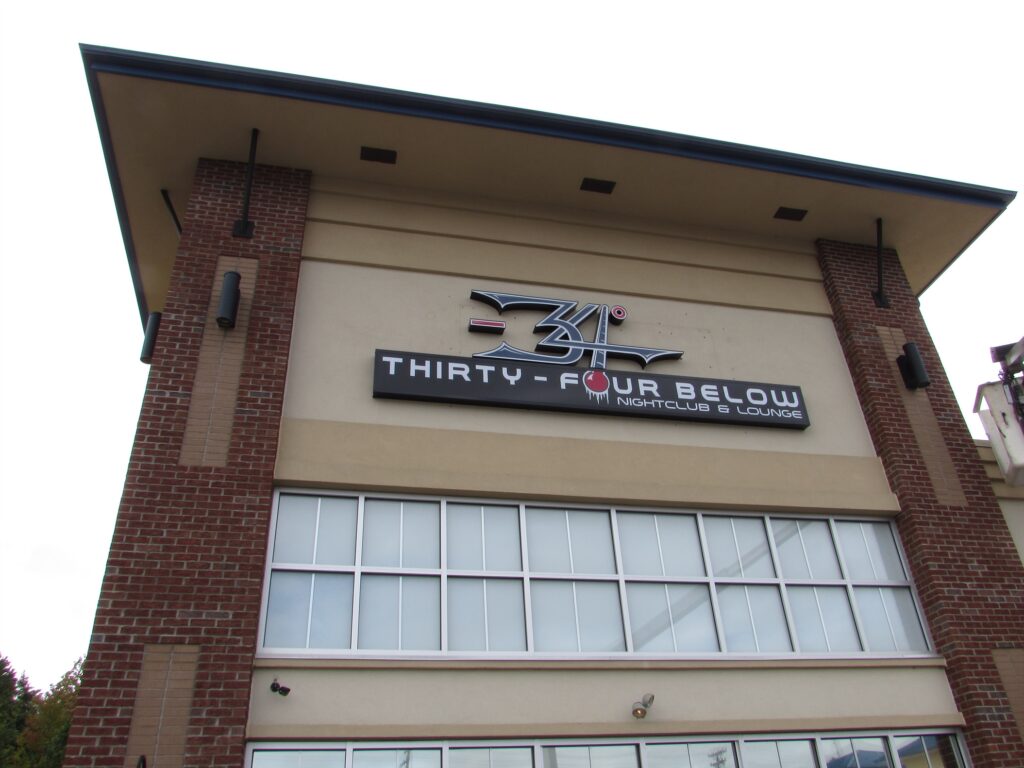 -34°
THIRTY-FOUR BELOW
NIGHTCLUB & LOUNGE